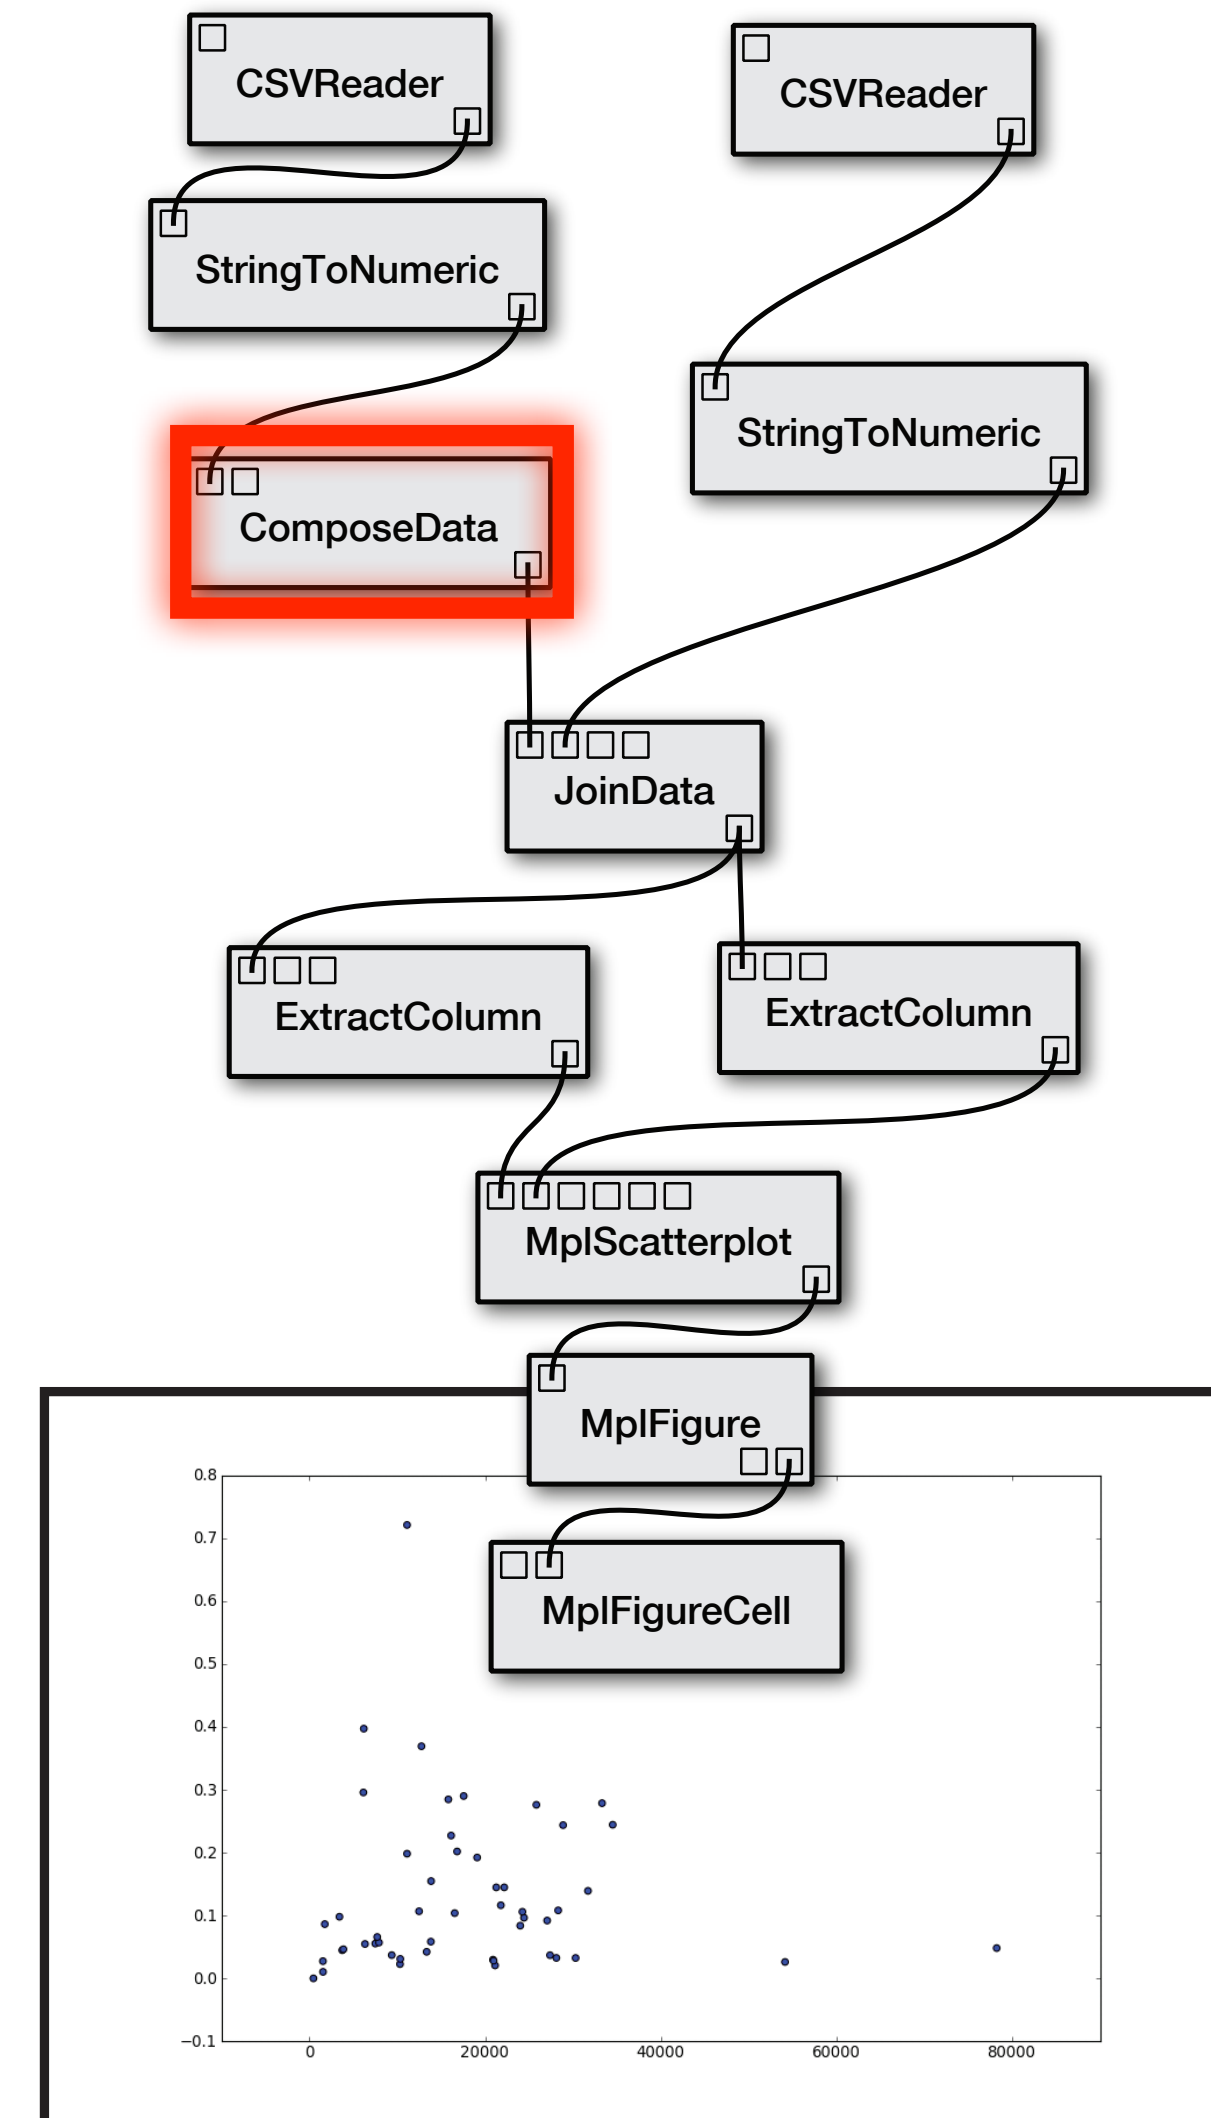 CSVReader
CSVReader
StringToNumeric
StringToNumeric
ComposeData
JoinData
ExtractColumn
ExtractColumn
MplScatterplot
MplFigure
MplFigureCell
0.8
0.7
0.6
0.5
0.4
0.3
0.2
0.1
0.0
−0.1
0 20000 40000 60000 80000